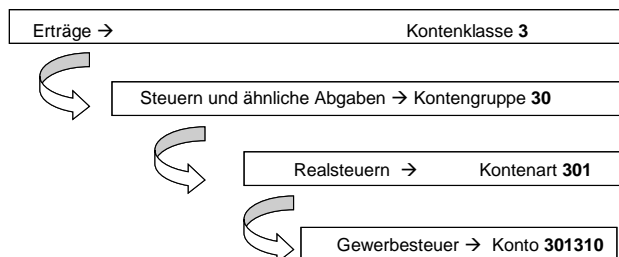 Erträge → Kontenklasse 3
Steuern und ähnliche Abgaben → Kontengruppe 30
Realsteuern → Kontenart 301
Gewerbesteuer → Konto 301310